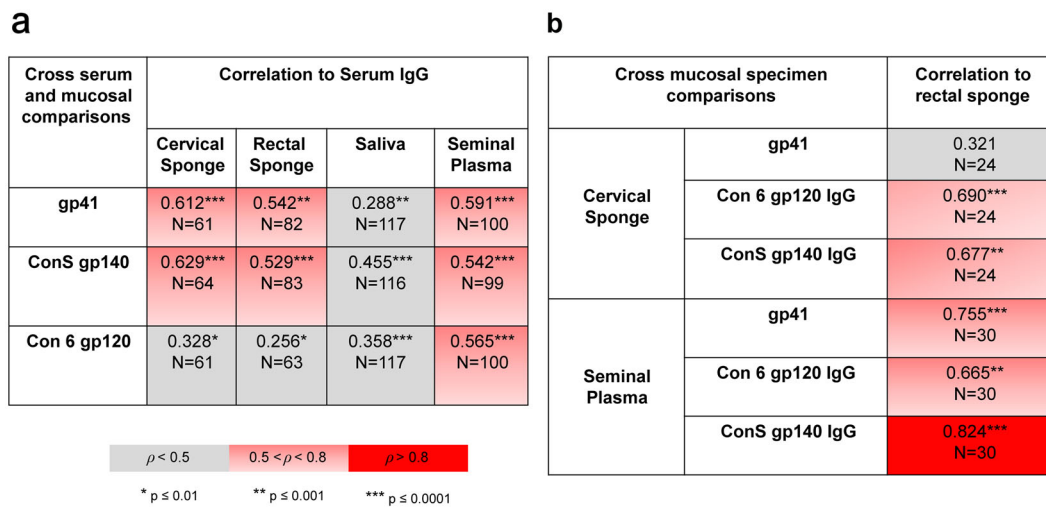 a
Cross serum and mucosal comparisons
Correlation to Serum IgG
Cervical Sponge
Rectal Sponge
Saliva
Seminal Plasma
gp41
0.612*** N=61
0.542** N=82
0.288** N=117
0.591*** N=100
ConS gp140
0.629*** N=64
0.529*** N=83
0.455*** N=116
0.542*** N=99
Con 6 gp120
0.328* N=61
0.256* N=63
0.358*** N=117
0.565*** N=100
ρ < 0.5
0.5 < ρ < 0.8
ρ > 0.8
* p ≤ 0.01
** p ≤ 0.001
*** p ≤ 0.0001
b
Cross mucosal specimen comparisons
Correlation to rectal sponge
Cervical Sponge
gp41
0.321 N=24
Con 6 gp120 IgG
0.690*** N=24
ConS gp140 IgG
0.677** N=24
Seminal Plasma
gp41
0.755*** N=30
Con 6 gp120 IgG
0.665** N=30
ConS gp140 IgG
0.824*** N=30